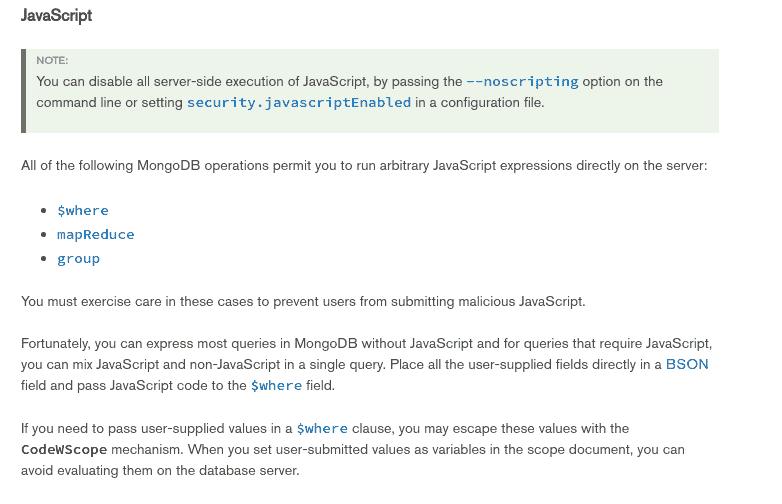 JavaScript
NOTE:
You can disable all server-side execution of JavaScript, by passing the --noscripting option on the
command line or setting security.javascriptEnabled in a configuration file.
All of the following MongoDB operations permit you to run arbitrary JavaScript expressions directly on the server:
• $where
• mapReduce
• group
You must exercise care in these cases to prevent users from submitting malicious JavaScript.
Fortunately, you can express most queries in MongoDB without JavaScript and for queries that require JavaScript,
you can mix JavaScript and non-JavaScript in a single query. Place all the user-supplied fields directly in a BSON
field and pass JavaScript code to the $where field.
If you need to pass user-supplied values in a $where clause, you may escape these values with the
CodeWScope mechanism. When you set user-submitted values as variables in the scope document, you can
avoid evaluating them on the database server.